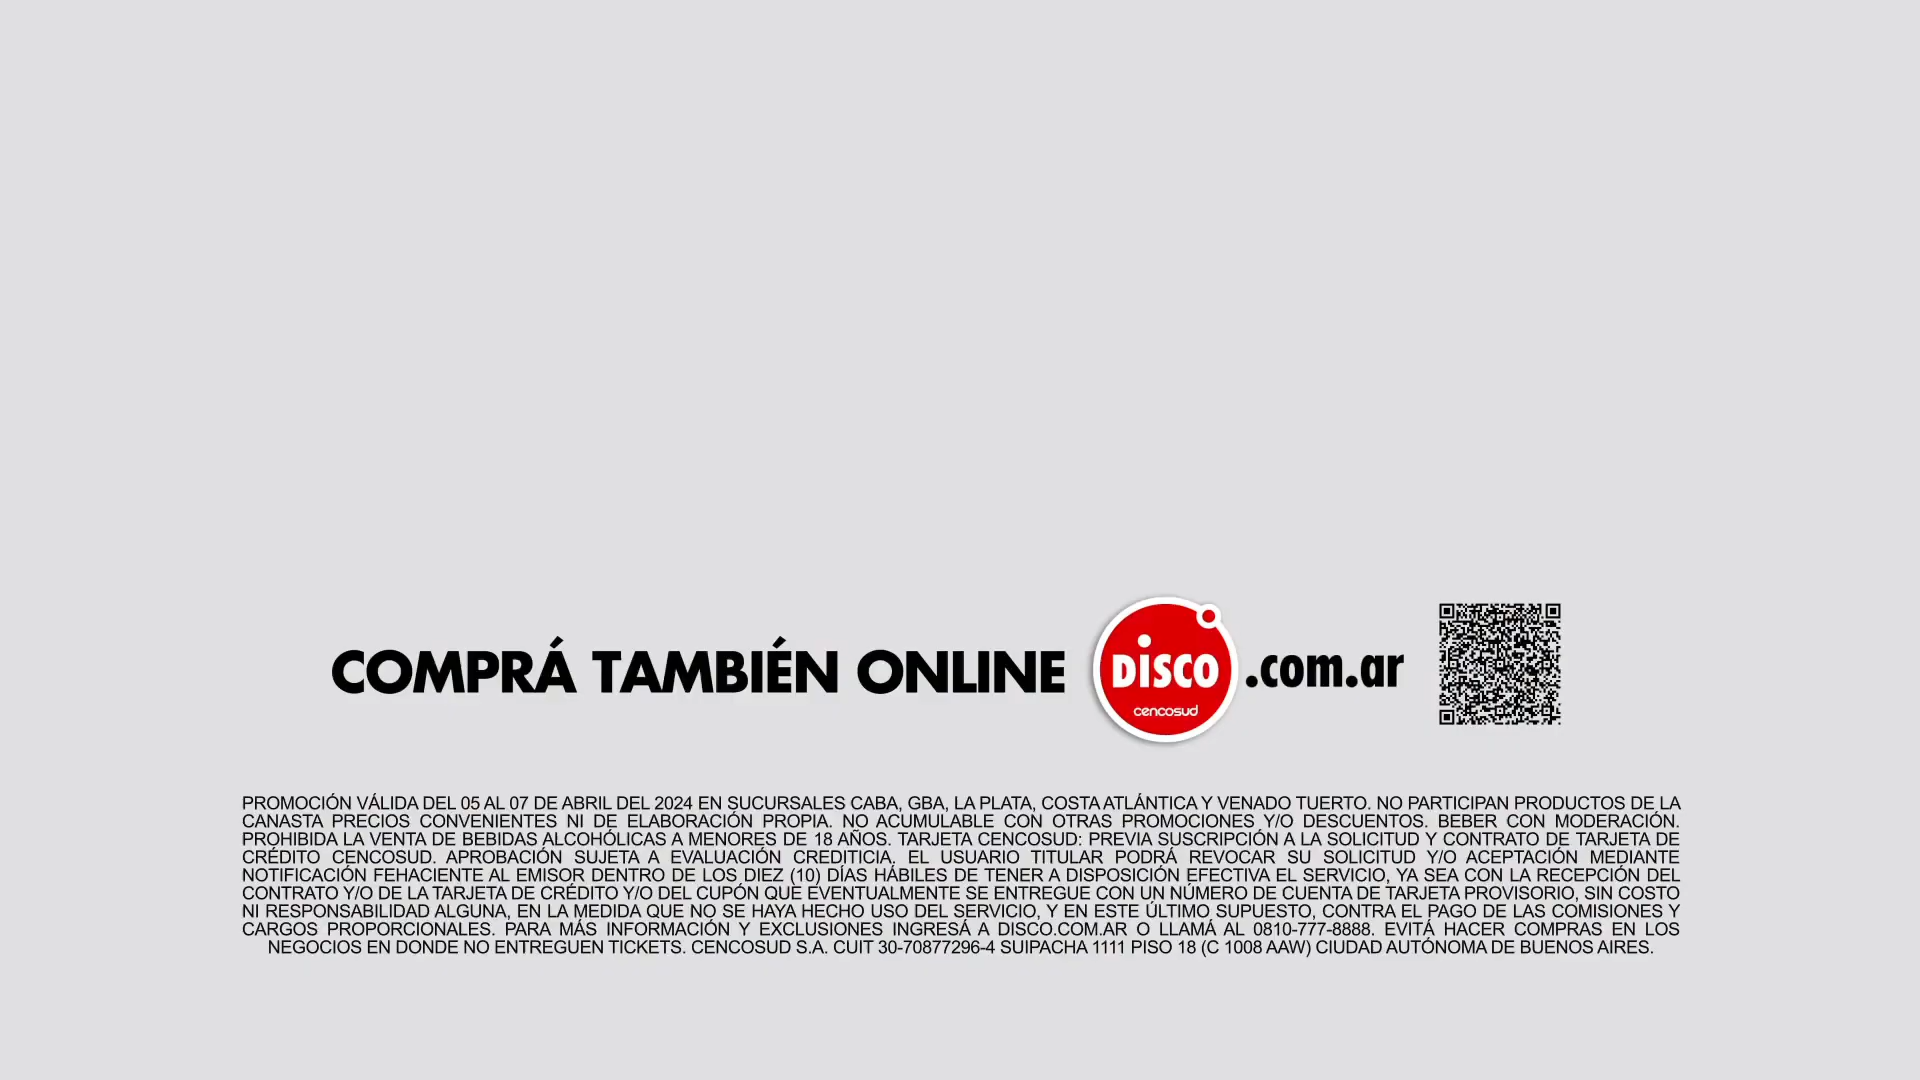 COMPRÁ TAMBIÉN ONLINE DISCO .com.ar
cencosud
PROMOCIÓN VÁLIDA DEL 05 AL 07 DE ABRIL DEL 2024 EN SUCURSALES CABA, GBA, LA PLATA, COSTA ATLÁNTICA Y VENADO TUERTO. NO PARTICIPAN PRODUCTOS DE LA
CANASTA PRECIOS CONVENIENTES NI DE ELABORACIÓN PROPIA. NO ACUMULABLE CON OTRAS PROMOCIONES Y/O DESCUENTOS. BEBER CON MODERACIÓN.
PROHIBIDA LA VENTA DE BEBIDAS ALCOHÓLICAS A MENORES DE 18 AÑOS. TARJETA CENCOSUD: PREVIA SUSCRIPCIÓN A LA SOLICITUD Y CONTRATO DE TARJETA DE
CRÉDITO CENCOSUD. APROBACIÓN SUJETA A EVALUACIÓN CREDITICIA. EL USUARIO TITULAR PODRÁ REVOCAR SU SOLICITUD Y/O ACEPTACIÓN MEDIANTE
NOTIFICACIÓN FEHACIENTE AL EMISOR DENTRO DE LOS DIEZ (10) DÍAS HÁBILES DE TENER A DISPOSICIÓN EFECTIVA EL SERVICIO, YA SEA CON LA RECEPCIÓN DEL
CONTRATO Y/O DE LA TARJETA DE CRÉDITO Y/O DEL CUPÓN QUE EVENTUALMENTE SE ENTREGUE CON UN NÚMERO DE CUENTA DE TARJETA PROVISORIO, SIN COSTO
NI RESPONSABILIDAD ALGUNA, EN LA MEDIDA QUE NO SE HAYA HECHO USO DEL SERVICIO, Y EN ESTE ÚLTIMO SUPUESTO, CONTRA EL PAGO DE LAS COMISIONES Y
CARGOS PROPORCIONALES. PARA MÁS INFORMACIÓN Y EXCLUSIONES INGRESÁ A DISCO.COM.AR O LLAMÁ AL 0810-777-8888. EVITÁ HACER COMPRAS EN LOS
NEGOCIOS EN DONDE NO ENTREGUEN TICKETS. CENCOSUD S.A. CUIT 30-70877296-4 SUIPACHA 1111 PISO 18 (C 1008 AAW) CIUDAD AUTÓNOMA DE BUENOS AIRES.